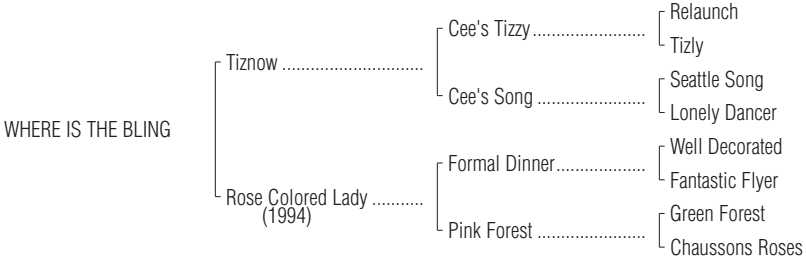 Relaunch
Cee's Tizzy........................
Tizly
Tiznow ..............................
Seattle Song
Cee's Song .......................
Lonely Dancer
WHERE IS THE BLING
Well Decorated
Formal Dinner...................
Fantastic Flyer
Rose Colored Lady ...........
(1994)
Green Forest
Pink Forest .......................
Chaussons Roses